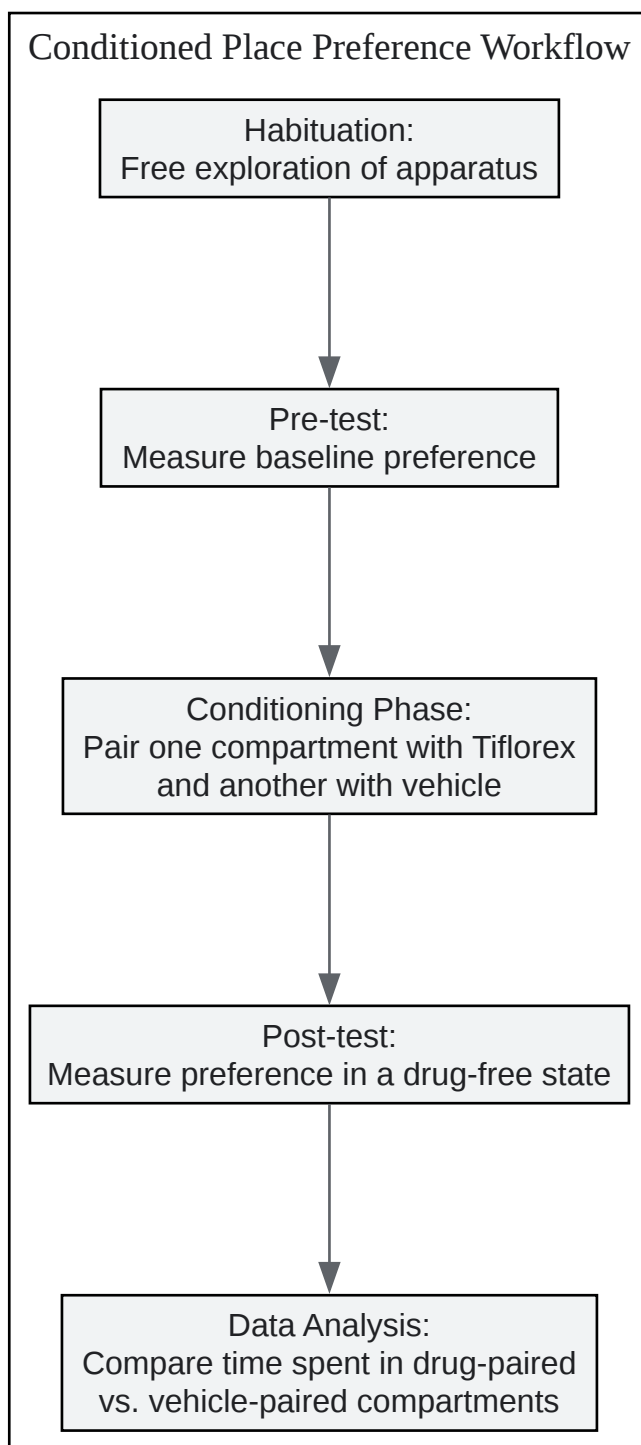 Conditioned Place Preference Workflow
Habituation:
Free exploration of apparatus
Pre-test:
Measure baseline preference
Conditioning Phase:
Pair one compartment with Tiflorex
and another with vehicle
Post-test:
Measure preference in a drug-free state
Data Analysis:
Compare time spent in drug-paired
vs. vehicle-paired compartments